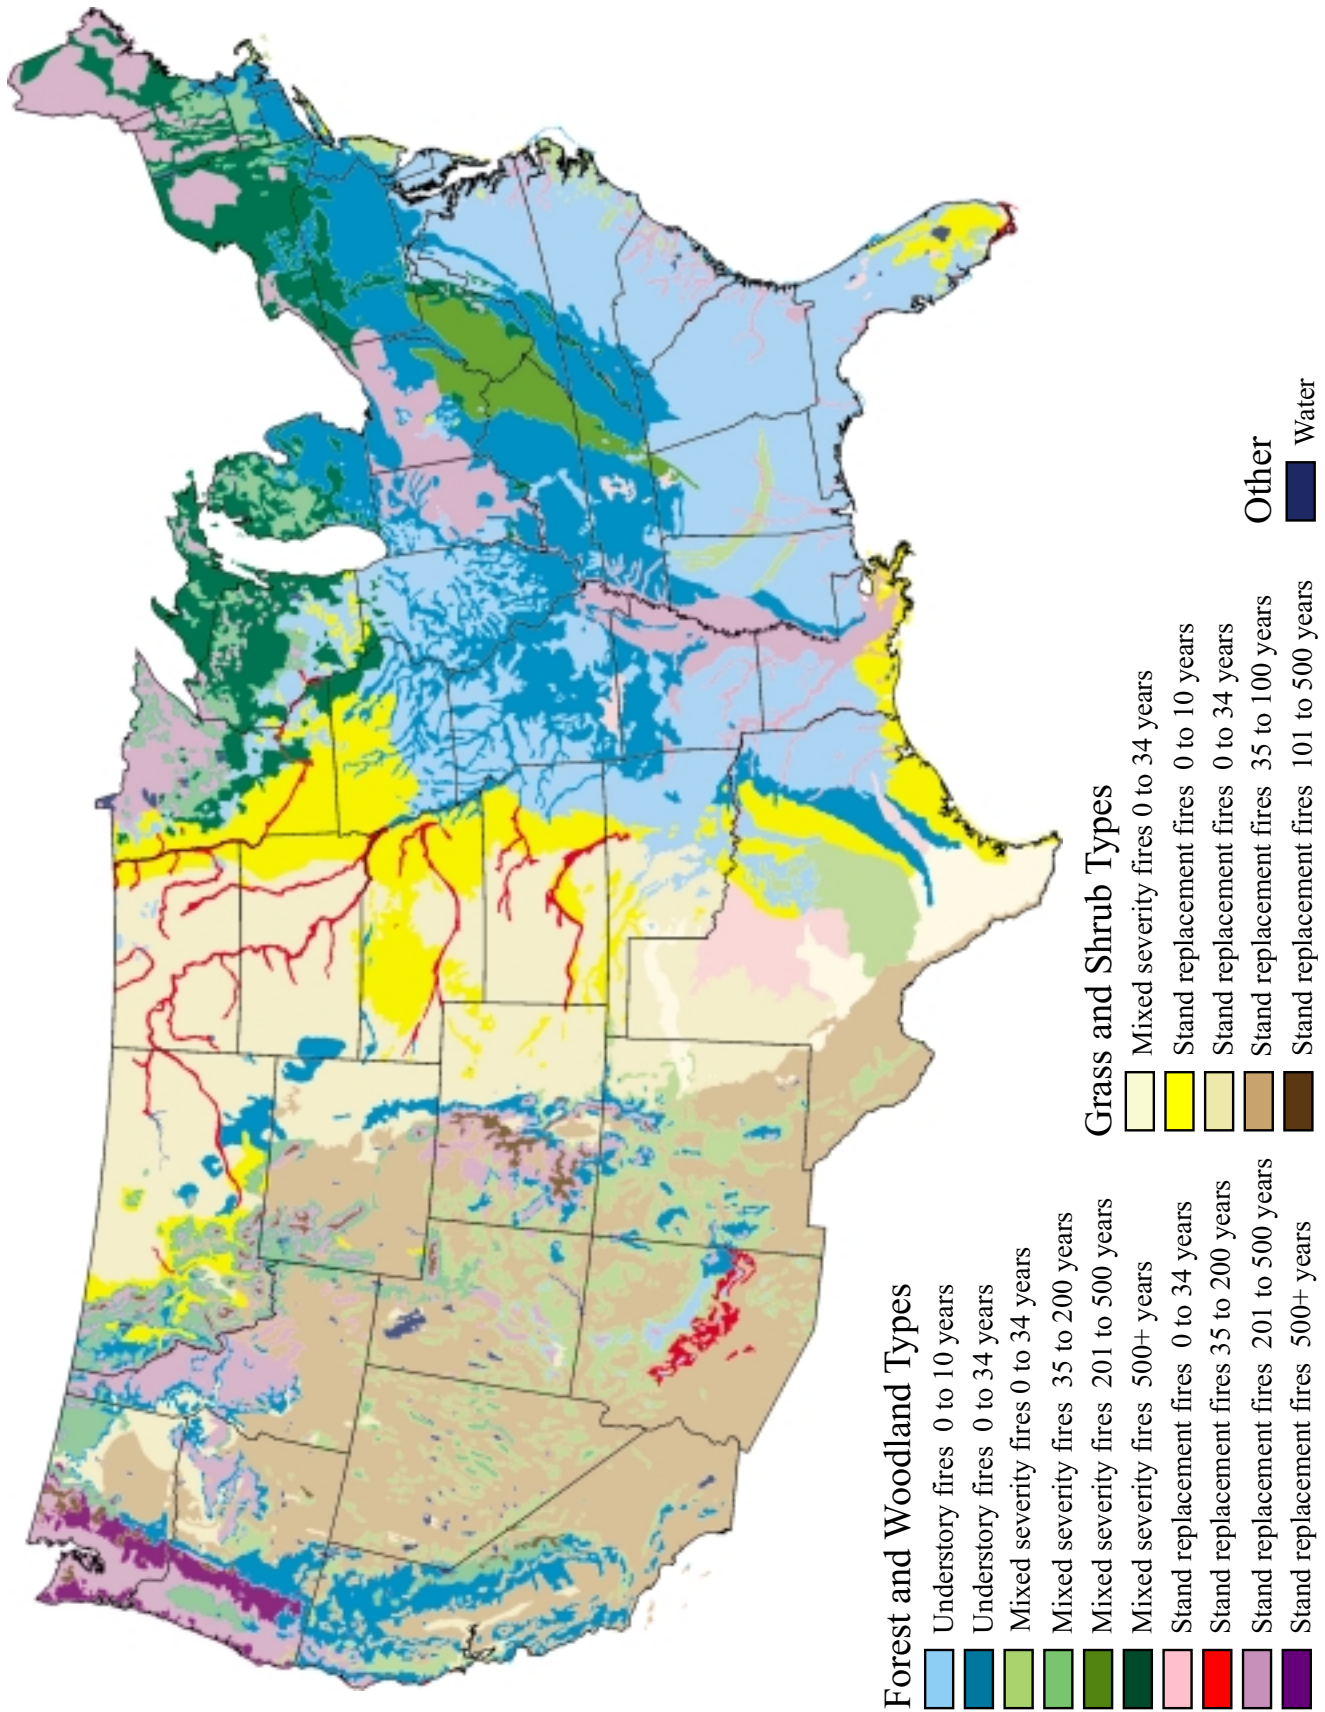 Forest and Woodland Types
Understory fires 0 to 10 years
Understory fires 0 to 34 years
Mixed severity fires 0 to 34 years
Mixed severity fires 35 to 200 years
Mixed severity fires 201 to 500 years
Mixed severity fires 500+ years
Stand replacement fires 0 to 34 years
Stand replacement fires 35 to 200 years
Stand replacement fires 201 to 500 years
Stand replacement fires 500+ years
Grass and Shrub Types
Mixed severity fires 0 to 34 years
Stand replacement fires 0 to 10 years
Stand replacement fires 0 to 34 years
Stand replacement fires 35 to 100 years
Stand replacement fires 101 to 500 years
Other
Water